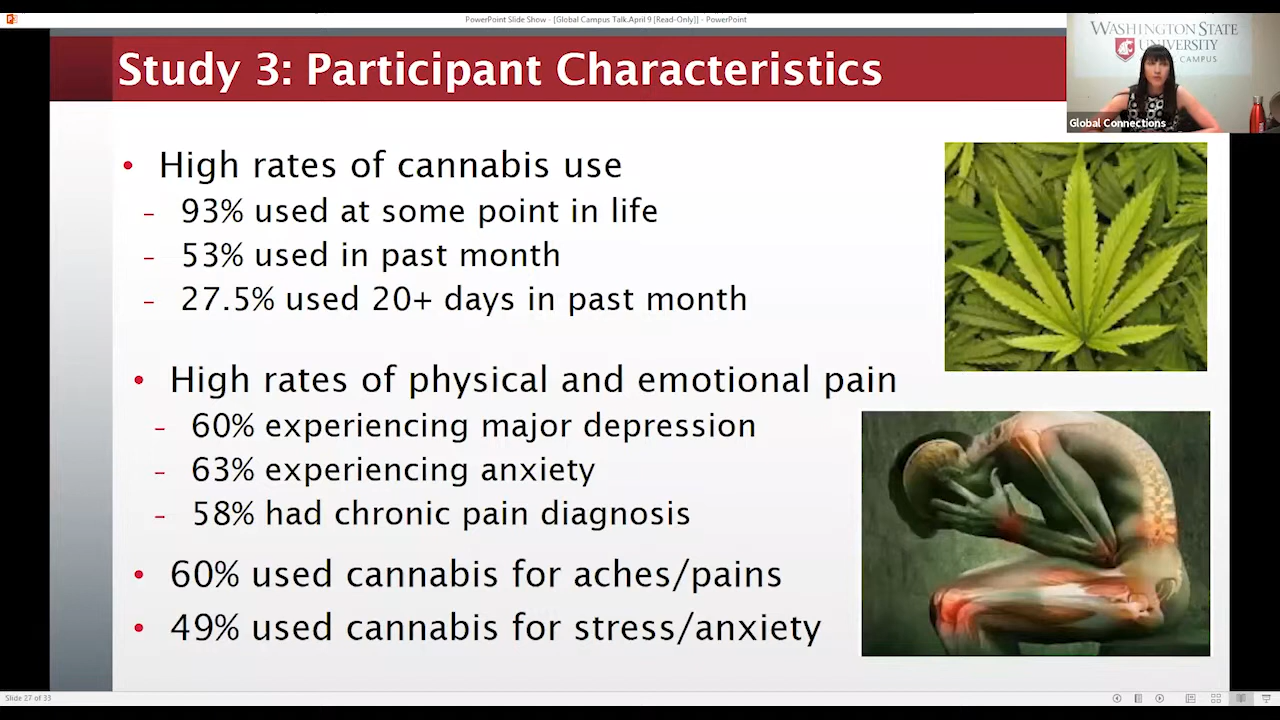 PowerPoint Slide Show - [Global Campus Talk.April 9 [Read-Only]] - PowerPoint
Study 3: Participant Characteristics
WASHINGTON STATE
UNIVERSITY
CAMPUS
Global Connections
• High rates of cannabis use
– 93% used at some point in life
– 53% used in past month
– 27.5% used 20+ days in past month
• High rates of physical and emotional pain
– 60% experiencing major depression
– 63% experiencing anxiety
– 58% had chronic pain diagnosis
• 60% used cannabis for aches/pains
• 49% used cannabis for stress/anxiety
Slide 27 of 33